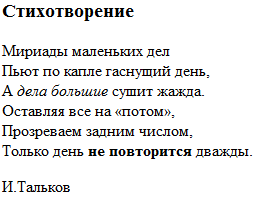 Стихотворение
Мириады маленьких дел
Пьют по капле гаснущий день,
А дела большие сушит жажда.
Оставляя все на «потом»,
Прозреваем задним числом,
Только день не повторится дважды.
И.Тальков